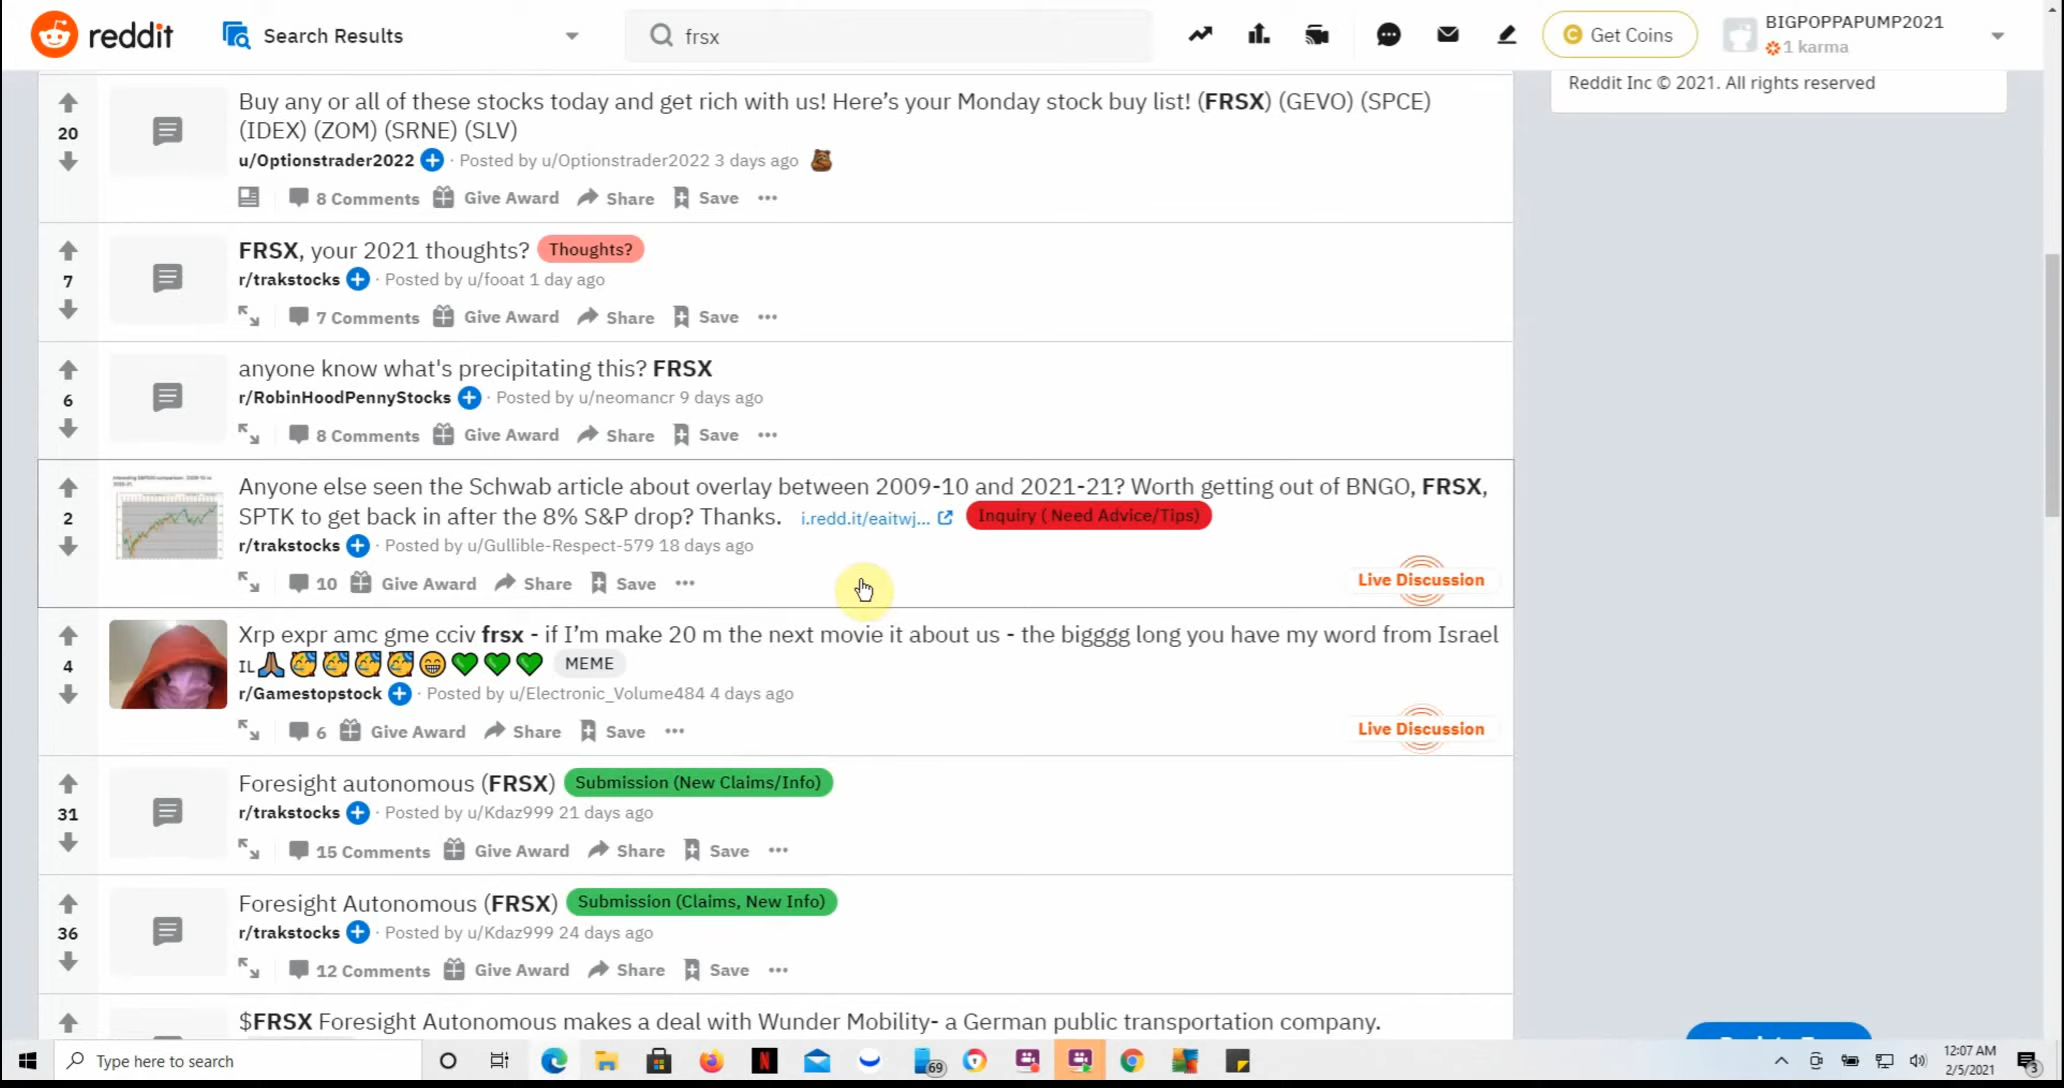 reddit
Search Results
frsx
Get Coins
BIGPOPPAPUMP2021
1 karma
Reddit Inc © 2021. All rights reserved
20
Buy any or all of these stocks today and get rich with us! Here’s your Monday stock buy list! (FRSX) (GEVO) (SPCE)
(IDEX) (ZOM) (SRNE) (SLV)
u/Optionstrader2022 · Posted by u/Optionstrader2022 3 days ago
8 Comments Give Award Share Save ···
7
FRSX, your 2021 thoughts? Thoughts?
r/trakstocks · Posted by u/fooat 1 day ago
7 Comments Give Award Share Save ···
6
anyone know what's precipitating this? FRSX
r/RobinHoodPennyStocks · Posted by u/neomancr 9 days ago
8 Comments Give Award Share Save ···
2
Anyone else seen the Schwab article about overlay between 2009-10 and 2021-21? Worth getting out of BNGO, FRSX,
SPTK to get back in after the 8% S&P drop? Thanks. i.redd.it/eaitwj... Inquiry ( Need Advice/Tips)
r/trakstocks · Posted by u/Gullible-Respect-579 18 days ago
10 Give Award Share Save ···
Live Discussion
4
Xrp expr amc gme cciv frsx - if I’m make 20 m the next movie it about us - the bigggg long you have my word from Israel
IL🙏🏽🥳🥳🥳🥳😁💚💚💚 MEME
r/Gamestopstock · Posted by u/Electronic_Volume484 4 days ago
6 Give Award Share Save ···
Live Discussion
31
Foresight autonomous (FRSX) Submission (New Claims/Info)
r/trakstocks · Posted by u/Kdaz999 21 days ago
15 Comments Give Award Share Save ···
36
Foresight Autonomous (FRSX) Submission (Claims, New Info)
r/trakstocks · Posted by u/Kdaz999 24 days ago
12 Comments Give Award Share Save ···
$FRSX Foresight Autonomous makes a deal with Wunder Mobility- a German public transportation company.
Type here to search
69
12:07 AM
2/5/2021
3